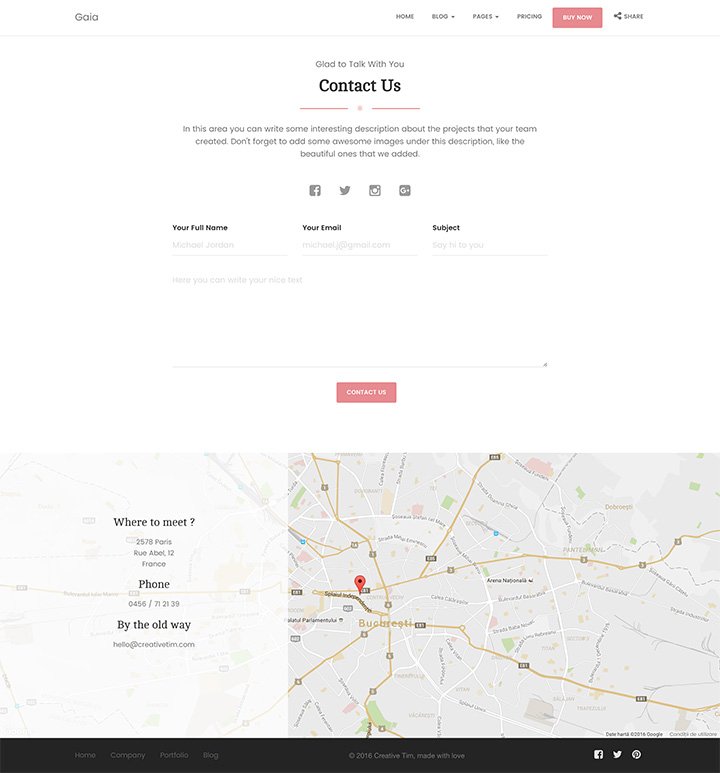 Gaia
HOME
BLOG
PAGES
PRICING
BUY NOW
SHARE
Glad to Talk With You
Contact Us
In this area you can write some interesting description about the projects that your team
created. Don't forget to add some awesome images under this description, like the
beautiful ones that we added.
Your Full Name
Your Email
Subject
Michael Jordan
michael.j@gmail.com
Say hi to you
Here you can write your nice text
CONTACT US
Where to meet ?
2578 Paris
Rue Abel, 12
France
Phone
0456 / 71 21 39
By the old way
hello@creativetim.com
Dobroești
PANTELIMON
Arena Națională
Bulevardul Basarabia
Splaiul Independenței
Calea Călărașilor
Palatul Parlamentului
București
TINERETULUI
VĂCĂREȘTI
Date hartă ©2016 Google
Condiții de utilizare
Home
Company
Portfolio
Blog
© 2016 Creative Tim, made with love